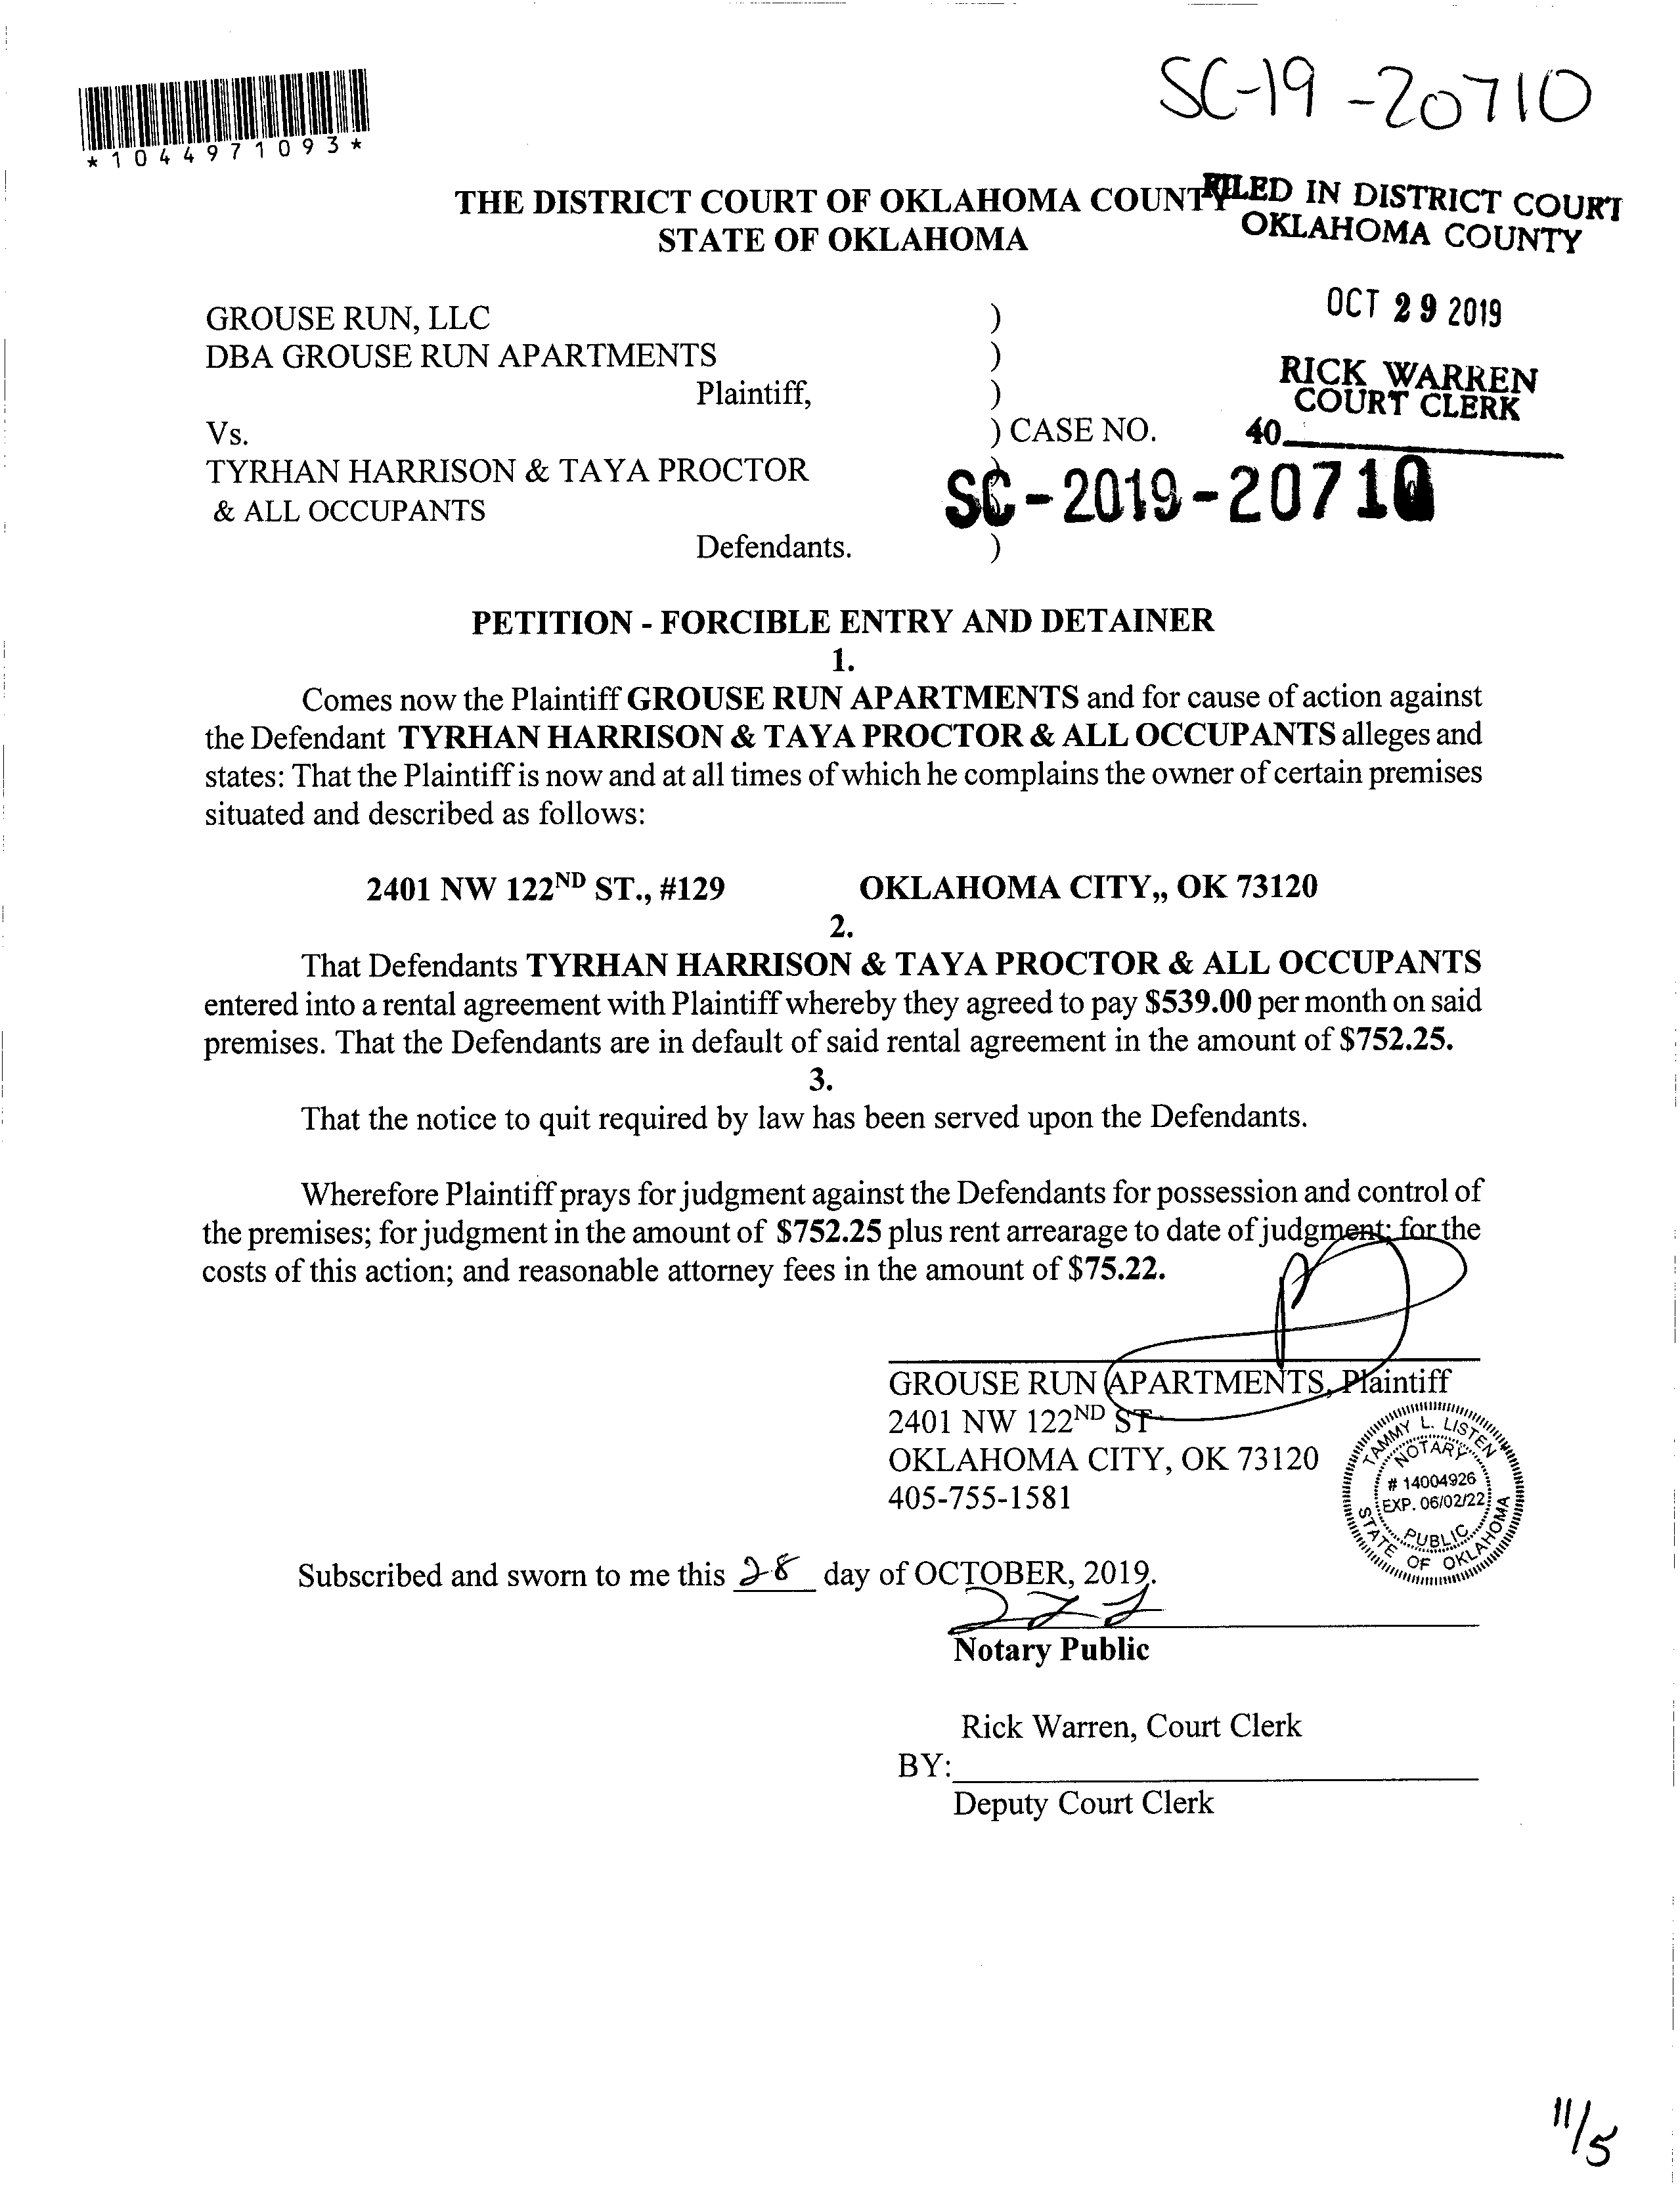 SC-19-20710
*1044971093*
THE DISTRICT COURT OF OKLAHOMA COUNTY
FILED IN DISTRICT COURT
STATE OF OKLAHOMA
OKLAHOMA COUNTY
OCT 29 2019
GROUSE RUN, LLC )
DBA GROUSE RUN APARTMENTS )
RICK WARREN
COURT CLERK
Plaintiff, )
Vs. ) CASE NO.
40
TYRHAN HARRISON & TAYA PROCTOR )
SC-2019-20710
& ALL OCCUPANTS
Defendants. )
PETITION - FORCIBLE ENTRY AND DETAINER
1.
Comes now the Plaintiff GROUSE RUN APARTMENTS and for cause of action against
the Defendant TYRHAN HARRISON & TAYA PROCTOR & ALL OCCUPANTS alleges and
states: That the Plaintiff is now and at all times of which he complains the owner of certain premises
situated and described as follows:
2401 NW 122ND ST., #129 OKLAHOMA CITY,, OK 73120
2.
That Defendants TYRHAN HARRISON & TAYA PROCTOR & ALL OCCUPANTS
entered into a rental agreement with Plaintiff whereby they agreed to pay $539.00 per month on said
premises. That the Defendants are in default of said rental agreement in the amount of $752.25.
3.
That the notice to quit required by law has been served upon the Defendants.
Wherefore Plaintiff prays for judgment against the Defendants for possession and control of
the premises; for judgment in the amount of $752.25 plus rent arrearage to date of judgment; for the
costs of this action; and reasonable attorney fees in the amount of $75.22.
GROUSE RUN APARTMENTS, Plaintiff
2401 NW 122ND ST
OKLAHOMA CITY, OK 73120
405-755-1581
TAMMY L. LISTEN
NOTARY
# 14004926
EXP. 06/02/22
PUBLIC
STATE OF OKLAHOMA
Subscribed and sworn to me this 28 day of OCTOBER, 2019.
Notary Public
Rick Warren, Court Clerk
BY:
Deputy Court Clerk
11/5